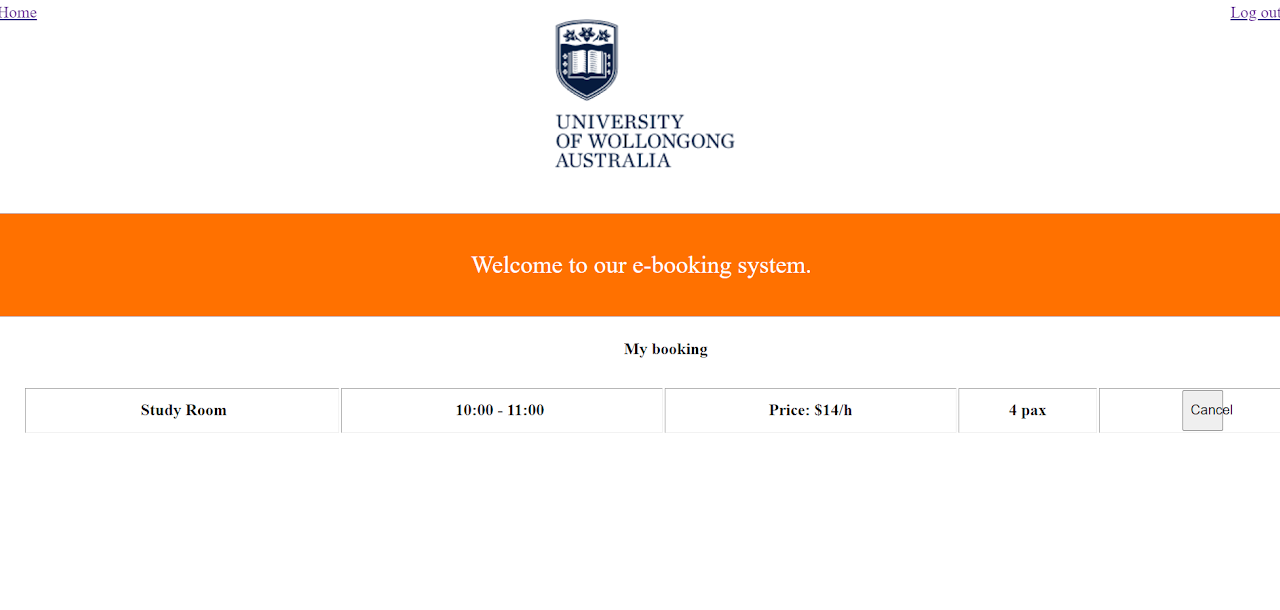 Home
Log out
UNIVERSITY
OF WOLLONGONG
AUSTRALIA
Welcome to our e-booking system.
My booking
Study Room
10:00 - 11:00
Price: $14/h
4 pax
Cancel